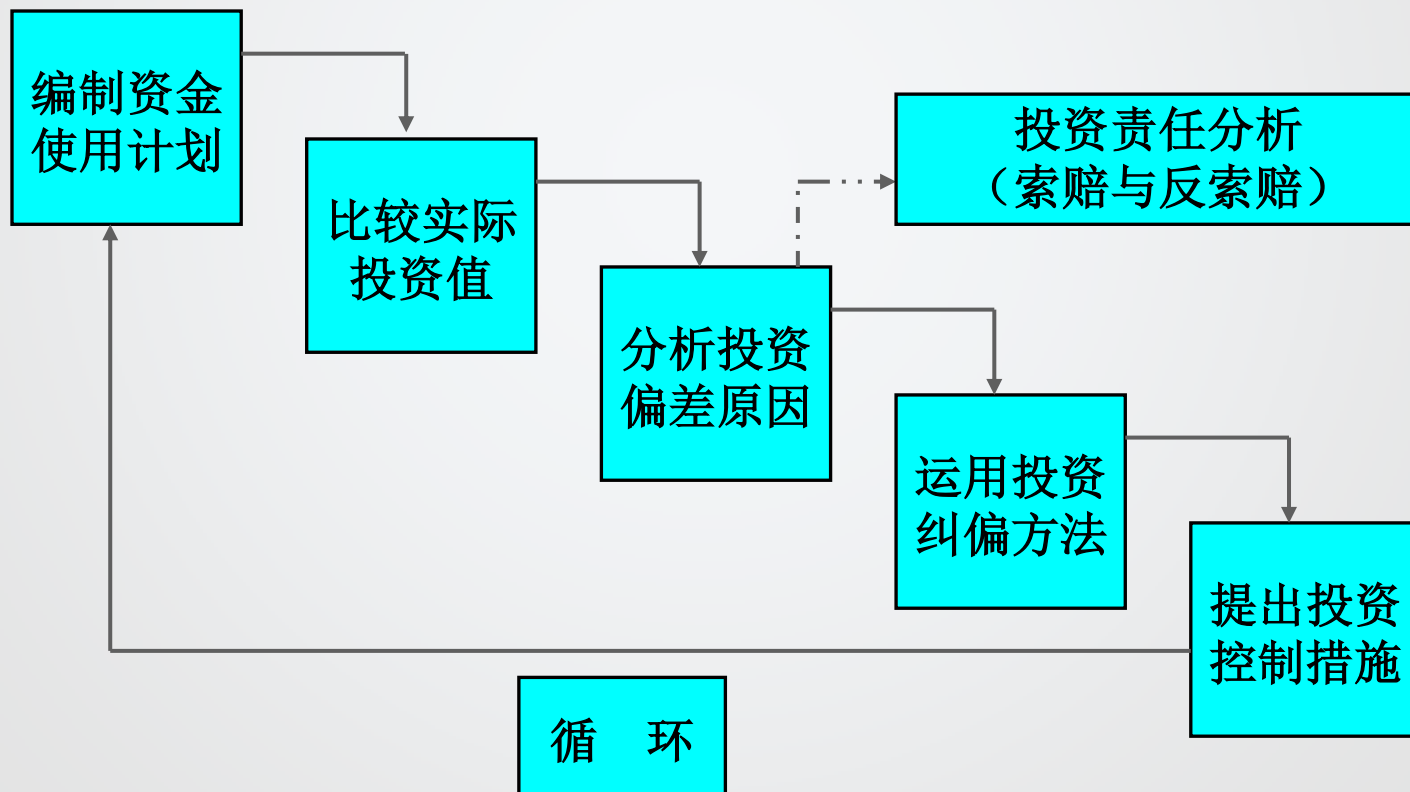 编制资金
使用计划
比较实际
投资值
投资责任分析
（索赔与反索赔）
分析投资
偏差原因
运用投资
纠偏方法
提出投资
控制措施
循 环